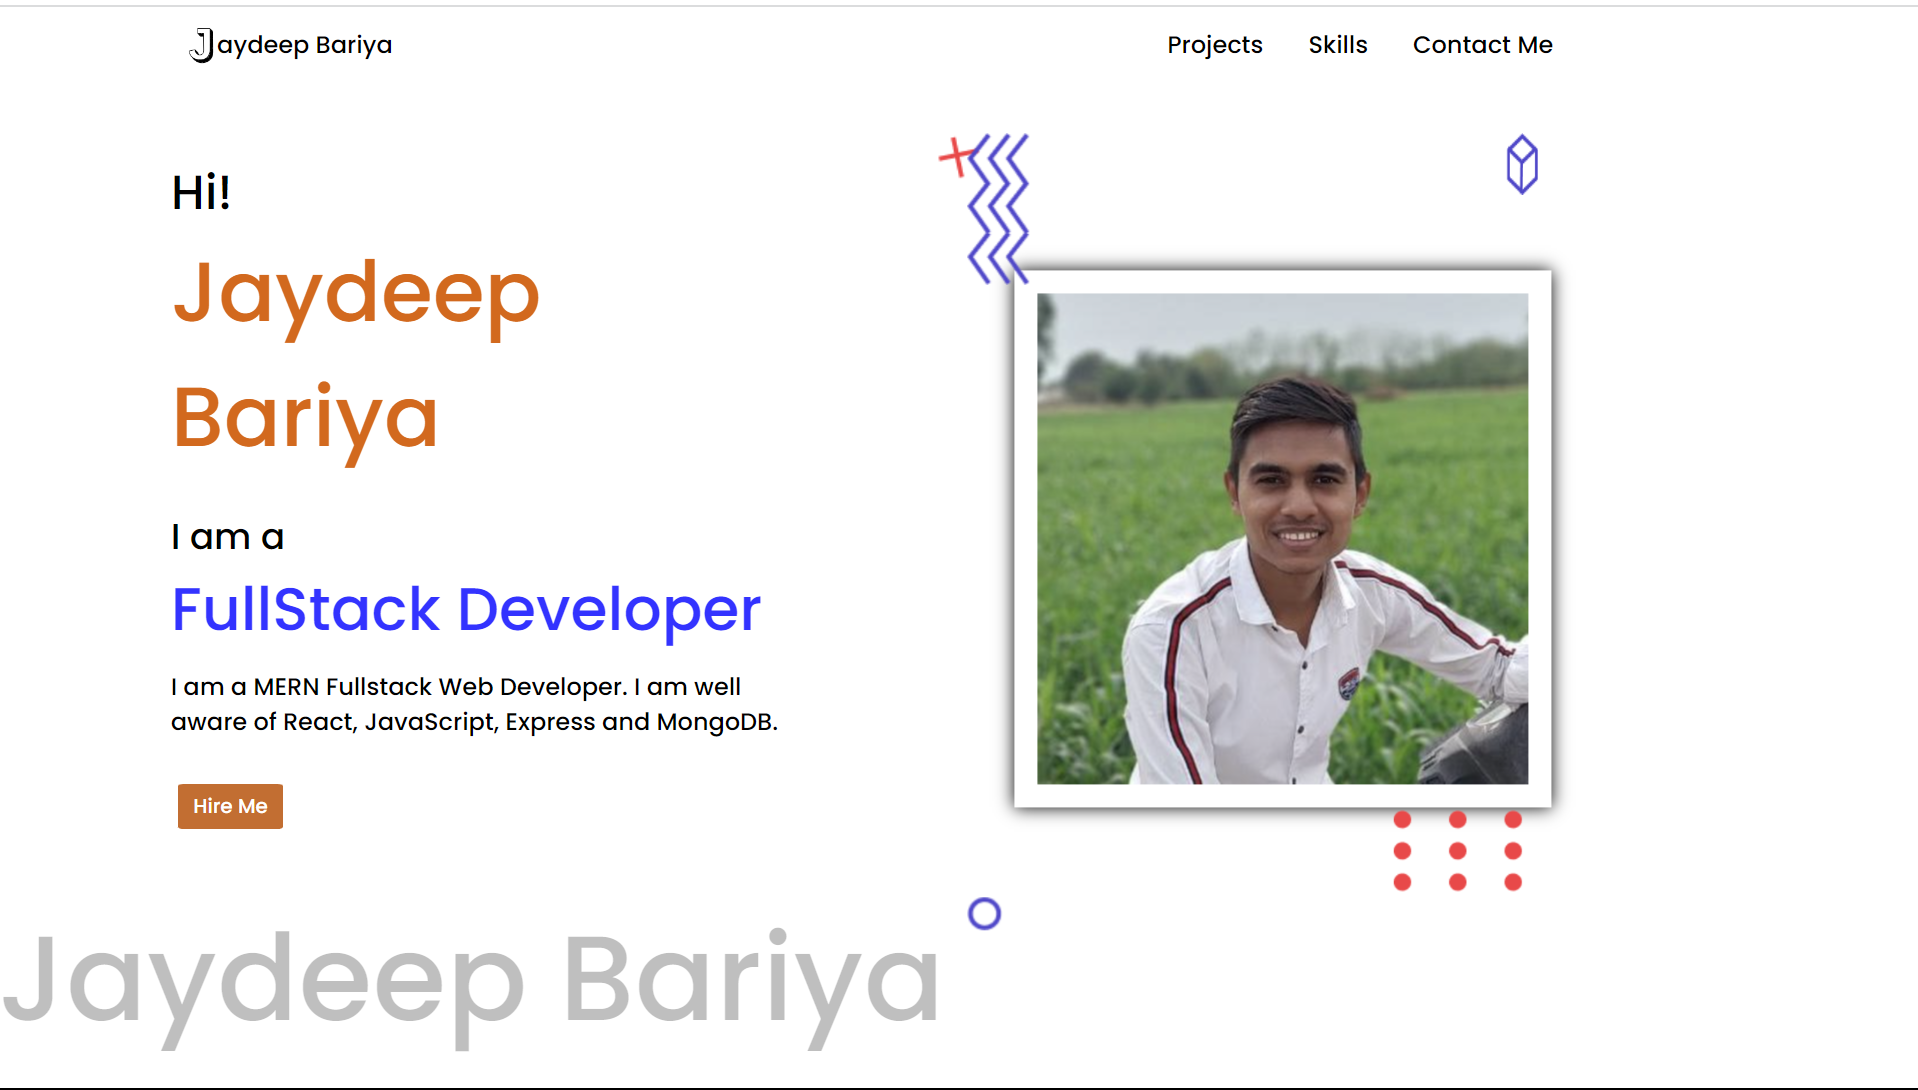 Jaydeep Bariya
Projects Skills Contact Me
Hi!
Jaydeep
Bariya
I am a
FullStack Developer
I am a MERN Fullstack Web Developer. I am well
aware of React, JavaScript, Express and MongoDB.
Hire Me
Jaydeep Bariya